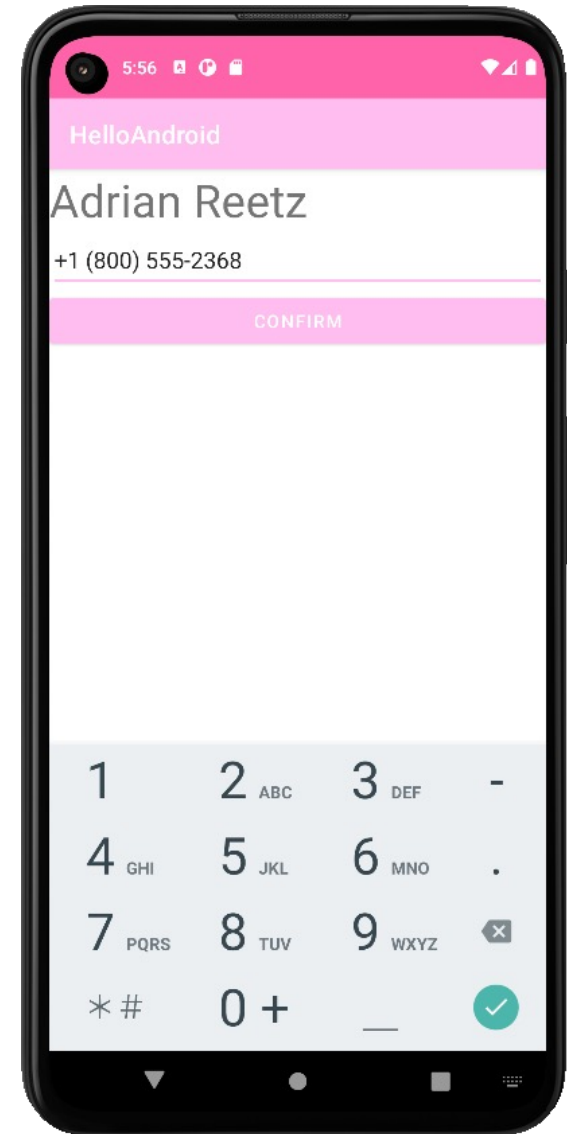 5:56
HelloAndroid
Adrian Reetz
+1 (800) 555-2368
CONFIRM
1 2 ABC 3 DEF -
4 GHI 5 JKL 6 MNO .
7 PQRS 8 TUV 9 WXYZ
*# 0 + _